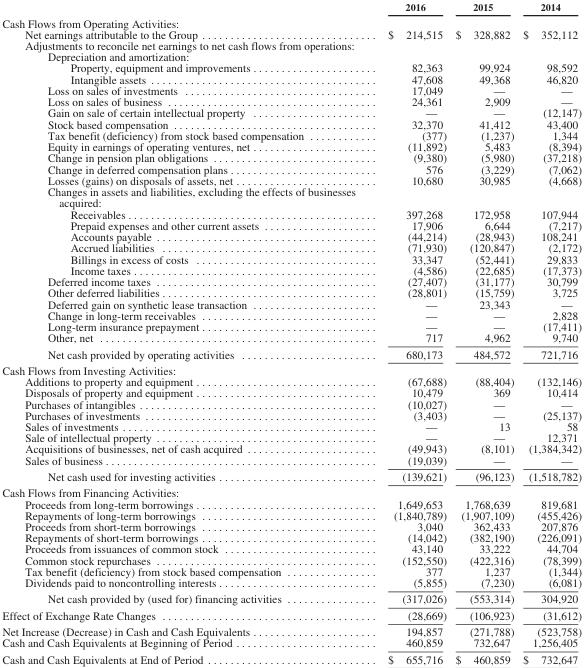 2016 2015 2014
Cash Flows from Operating Activities:
Net earnings attributable to the Group . . . . . . . . . . . . . . . . . . . . . . . . . . . . . . $ 214,515 $ 328,882 $ 352,112
Adjustments to reconcile net earnings to net cash flows from operations:
Depreciation and amortization:
Property, equipment and improvements . . . . . . . . . . . . . . . . . . . . . 82,363 99,924 98,592
Intangible assets . . . . . . . . . . . . . . . . . . . . . . . . . . . . . . . . . . . . . 47,608 49,368 46,820
Loss on sales of investments . . . . . . . . . . . . . . . . . . . . . . . . . . . . . . 17,049 — —
Loss on sales of business . . . . . . . . . . . . . . . . . . . . . . . . . . . . . . . . 24,361 2,909 —
Gain on sale of certain intellectual property . . . . . . . . . . . . . . . . . . . — — (12,147)
Stock based compensation . . . . . . . . . . . . . . . . . . . . . . . . . . . . . . . . 32,370 41,412 43,400
Tax benefit (deficiency) from stock based compensation . . . . . . . . . . (377) (1,237) 1,344
Equity in earnings of operating ventures, net . . . . . . . . . . . . . . . . . . . (11,892) 5,483 (8,394)
Change in pension plan obligations . . . . . . . . . . . . . . . . . . . . . . . . . (9,380) (5,980) (37,218)
Change in deferred compensation plans . . . . . . . . . . . . . . . . . . . . . . 576 (3,229) (7,062)
Losses (gains) on disposals of assets, net . . . . . . . . . . . . . . . . . . . . . 10,680 30,985 (4,668)
Changes in assets and liabilities, excluding the effects of businesses
acquired:
Receivables . . . . . . . . . . . . . . . . . . . . . . . . . . . . . . . . . . . . . . . . 397,268 172,958 107,944
Prepaid expenses and other current assets . . . . . . . . . . . . . . . . . . . 17,906 6,644 (7,217)
Accounts payable . . . . . . . . . . . . . . . . . . . . . . . . . . . . . . . . . . . . (44,214) (28,943) 108,241
Accrued liabilities . . . . . . . . . . . . . . . . . . . . . . . . . . . . . . . . . . . (71,930) (120,847) (2,172)
Billings in excess of costs . . . . . . . . . . . . . . . . . . . . . . . . . . . . . . 33,347 (52,441) 29,833
Income taxes . . . . . . . . . . . . . . . . . . . . . . . . . . . . . . . . . . . . . . . (4,586) (22,685) (17,373)
Deferred income taxes . . . . . . . . . . . . . . . . . . . . . . . . . . . . . . . . . . . (27,407) (31,177) 30,799
Other deferred liabilities . . . . . . . . . . . . . . . . . . . . . . . . . . . . . . . . . (28,801) (15,759) 3,725
Deferred gain on synthetic lease transaction . . . . . . . . . . . . . . . . . . . — 23,343 —
Change in long-term receivables . . . . . . . . . . . . . . . . . . . . . . . . . . . — — 2,828
Long-term insurance prepayment . . . . . . . . . . . . . . . . . . . . . . . . . . . — — (17,411)
Other, net . . . . . . . . . . . . . . . . . . . . . . . . . . . . . . . . . . . . . . . . . . . 717 4,962 9,740
Net cash provided by operating activities . . . . . . . . . . . . . . . . . . . . 680,173 484,572 721,716
Cash Flows from Investing Activities:
Additions to property and equipment . . . . . . . . . . . . . . . . . . . . . . . . . . . . (67,688) (88,404) (132,146)
Disposals of property and equipment . . . . . . . . . . . . . . . . . . . . . . . . . . . . 10,479 369 10,414
Purchases of intangibles . . . . . . . . . . . . . . . . . . . . . . . . . . . . . . . . . . . . . (10,027) — —
Purchases of investments . . . . . . . . . . . . . . . . . . . . . . . . . . . . . . . . . . . . (3,403) — (25,137)
Sales of investments . . . . . . . . . . . . . . . . . . . . . . . . . . . . . . . . . . . . . . . — 13 58
Sale of intellectual property . . . . . . . . . . . . . . . . . . . . . . . . . . . . . . . . . . — — 12,371
Acquisitions of businesses, net of cash acquired . . . . . . . . . . . . . . . . . . . . (49,943) (8,101) (1,384,342)
Sales of business . . . . . . . . . . . . . . . . . . . . . . . . . . . . . . . . . . . . . . . . . . (19,039) — —
Net cash used for investing activities . . . . . . . . . . . . . . . . . . . . . . . (139,621) (96,123) (1,518,782)
Cash Flows from Financing Activities:
Proceeds from long-term borrowings . . . . . . . . . . . . . . . . . . . . . . . . . . . . 1,649,653 1,768,639 819,681
Repayments of long-term borrowings . . . . . . . . . . . . . . . . . . . . . . . . . . . (1,840,789) (1,907,109) (455,426)
Proceeds from short-term borrowings . . . . . . . . . . . . . . . . . . . . . . . . . . . 3,040 362,433 207,876
Repayments of short-term borrowings . . . . . . . . . . . . . . . . . . . . . . . . . . . (14,042) (382,190) (226,091)
Proceeds from issuances of common stock . . . . . . . . . . . . . . . . . . . . . . . . 43,140 33,222 44,704
Common stock repurchases . . . . . . . . . . . . . . . . . . . . . . . . . . . . . . . . . . . (152,550) (422,316) (78,399)
Tax benefit (deficiency) from stock based compensation . . . . . . . . . . . . . . 377 1,237 (1,344)
Dividends paid to noncontrolling interests . . . . . . . . . . . . . . . . . . . . . . . . . (5,855) (7,230) (6,081)
Net cash provided by (used for) financing activities . . . . . . . . . . . . . (317,026) (553,314) 304,920
Effect of Exchange Rate Changes . . . . . . . . . . . . . . . . . . . . . . . . . . . . . . . . . (28,669) (106,923) (31,612)
Net Increase (Decrease) in Cash and Cash Equivalents . . . . . . . . . . . . . . . . . . 194,857 (271,788) (523,758)
Cash and Cash Equivalents at Beginning of Period . . . . . . . . . . . . . . . . . . . . . 460,859 732,647 1,256,405
Cash and Cash Equivalents at End of Period . . . . . . . . . . . . . . . . . . . . . . . . . . $ 655,716 $ 460,859 $ 732,647